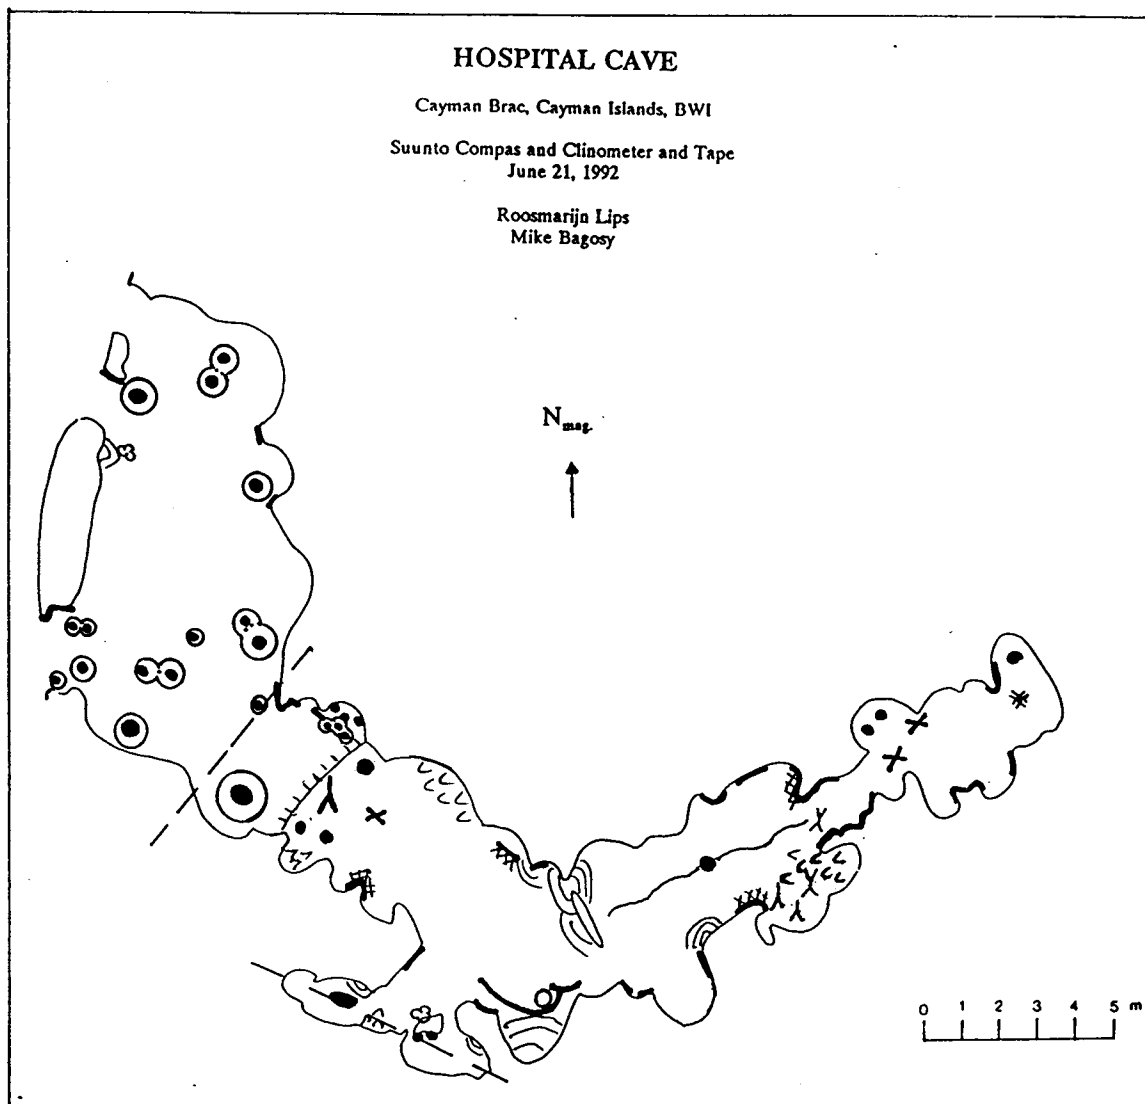 HOSPITAL CAVE
Cayman Brac, Cayman Islands, BWI
Suunto Compas and Clinometer and Tape
June 21, 1992
Roosmarijn Lips
Mike Bagosy
N mag.
0 1 2 3 4 5 m